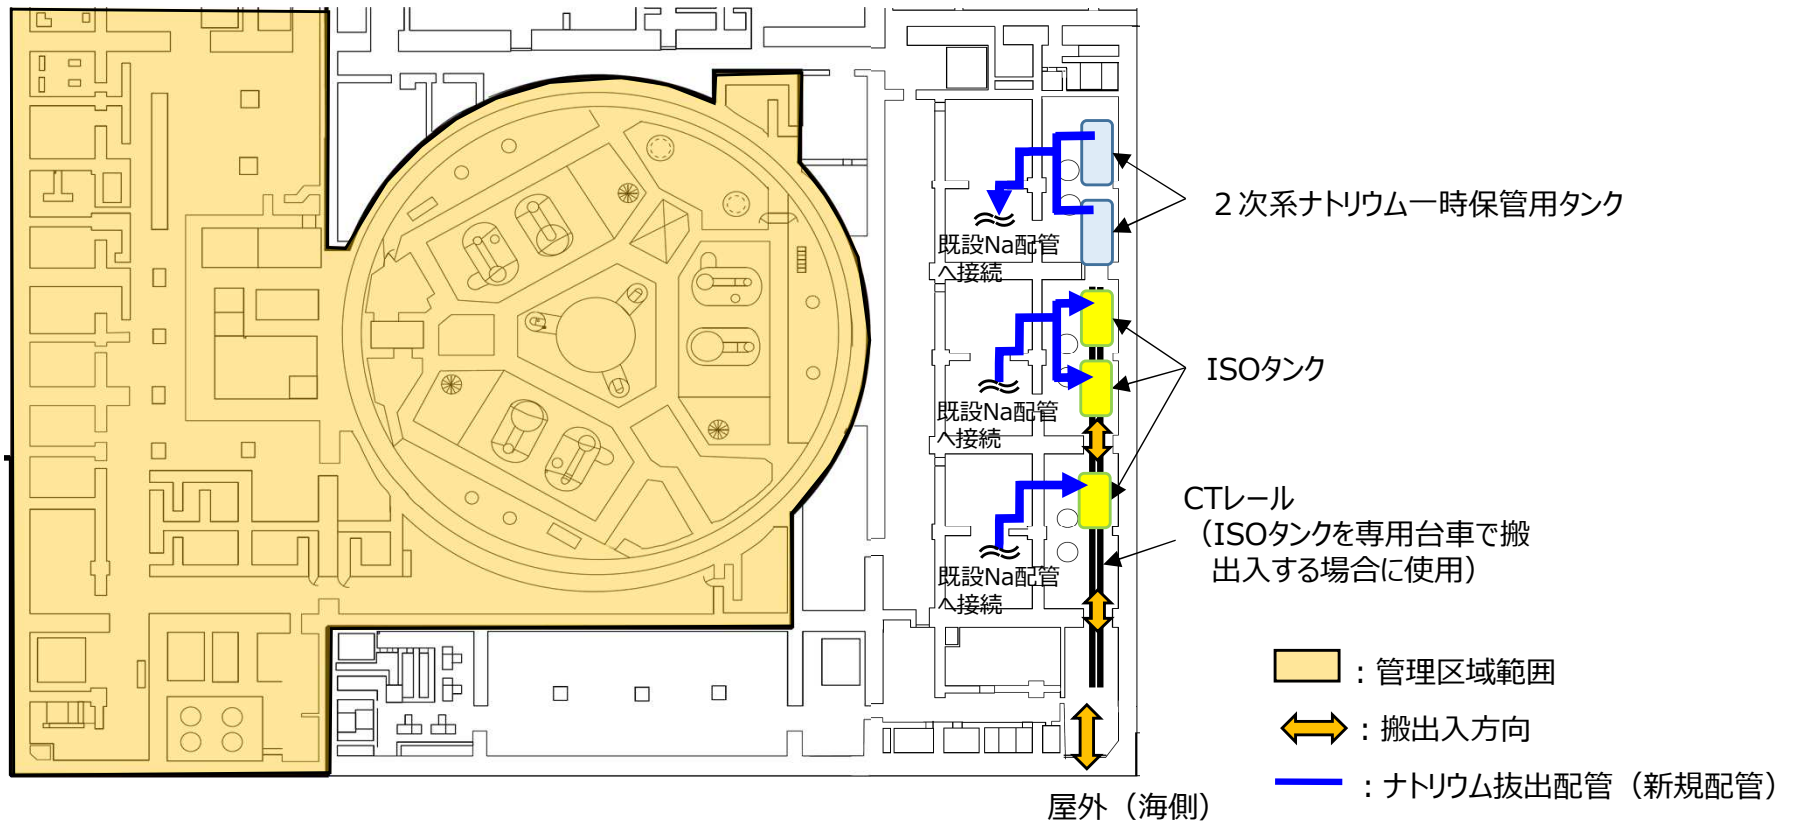 ２次系ナトリウム一時保管用タンク
既設Na配管
へ接続
ISOタンク
既設Na配管
へ接続
CTレール
（ISOタンクを専用台車で搬
出入する場合に使用）
既設Na配管
へ接続
：管理区域範囲
：搬出入方向
：ナトリウム抜出配管（新規配管）
屋外（海側）